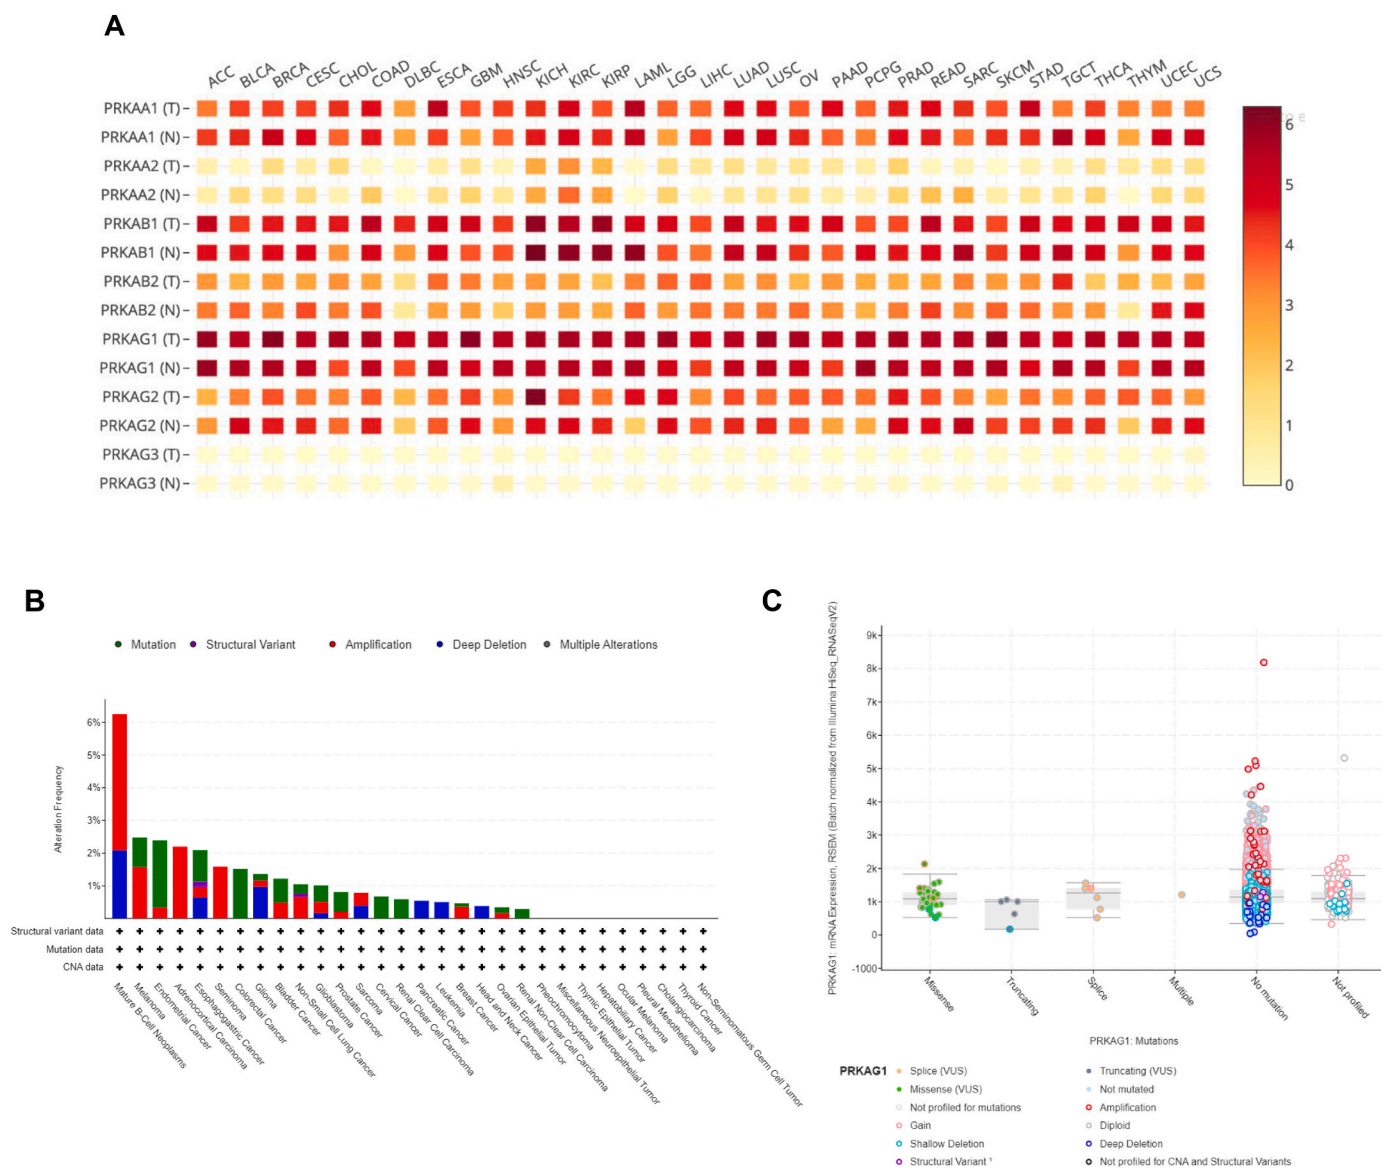 A
ACC BLCA BRCA CESC CHOL COAD DLBC ESCA GBM HNSC KICH KIRC KIRP LAML LGG LIHC LUAD LUSC OV PAAD PCPG PRAD READ SARC SKCM STAD TGCT THCA THYM UCEC UCS
PRKAA1 (T)
PRKAA1 (N)
PRKAA2 (T)
PRKAA2 (N)
PRKAB1 (T)
PRKAB1 (N)
PRKAB2 (T)
PRKAB2 (N)
PRKAG1 (T)
PRKAG1 (N)
PRKAG2 (T)
PRKAG2 (N)
PRKAG3 (T)
PRKAG3 (N)
6
5
4
3
2
1
0
B
Mutation Structural Variant Amplification Deep Deletion Multiple Alterations
Alteration Frequency
6%
5%
4%
3%
2%
1%
Structural variant data
Mutation data
CNA data
Mature B-Cell Neoplasms
Melanoma
Endometrial Cancer
Adrenocortical Carcinoma
Esophagogastric Cancer
Seminoma
Colorectal Cancer
Glioma
Bladder Cancer
Non-Small Cell Lung Cancer
Glioblastoma
Prostate Cancer
Sarcoma
Cervical Cancer
Renal Clear Cell Carcinoma
Pancreatic Cancer
Leukemia
Breast Cancer
Head and Neck Cancer
Ovarian Epithelial Tumor
Renal Non-Clear Cell Carcinoma
Pheochromocytoma
Miscellaneous Neuroepithelial Tumor
Thymic Epithelial Tumor
Hepatobiliary Cancer
Ocular Melanoma
Pleural Mesothelioma
Cholangiocarcinoma
Thyroid Cancer
Non-Seminomatous Germ Cell Tumor
C
PRKAG1: mRNA Expression, RSEM (Batch normalized from Illumina HiSeq_RNASeqV2)
9k
8k
7k
6k
5k
4k
3k
2k
1k
0
-1000
Missense
Truncating
Splice
Multiple
No mutation
Not profiled
PRKAG1: Mutations
PRKAG1 Splice (VUS) Truncating (VUS)
Missense (VUS) Not mutated
Not profiled for mutations Amplification
Gain Diploid
Shallow Deletion Deep Deletion
Structural Variant ¹ Not profiled for CNA and Structural Variants